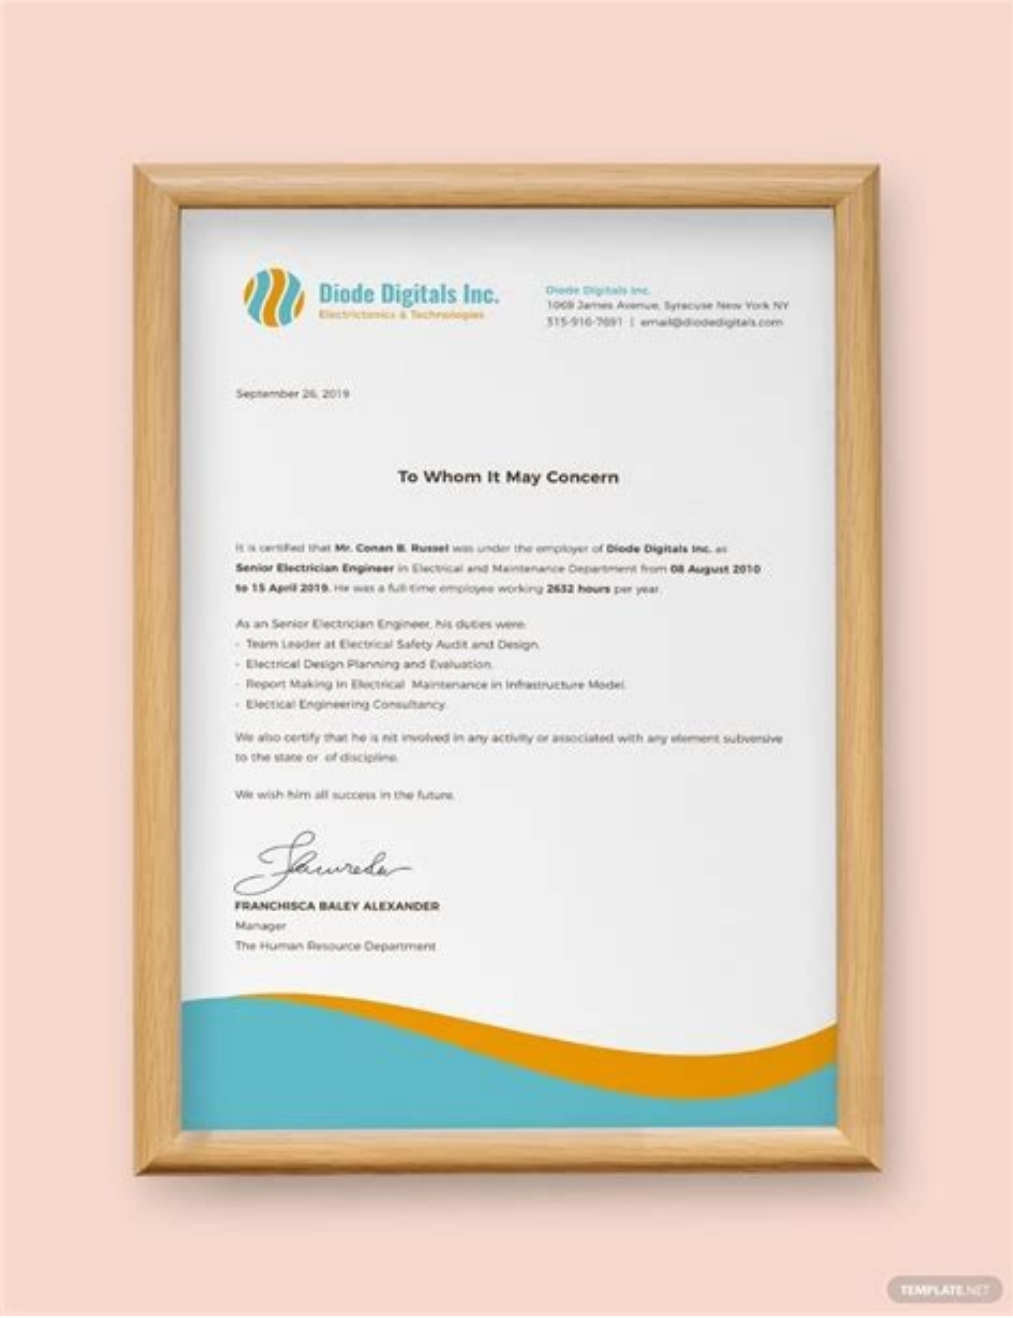 Diode Digitals Inc.
Electrictomics & Technologies
Diode Digitals Inc.
1069 James Avenue, Syracuse New York NY
315-916-7691 | email@diodedigitals.com
September 26, 2019
To Whom It May Concern
It is certified that Mr. Conan B. Russel was under the employer of Diode Digitals Inc. as
Senior Electrician Engineer in Electrical and Maintenance Department from 08 August 2010
to 15 April 2019. He was a full-time employee working 2632 hours per year.
As an Senior Electrician Engineer, his duties were:
- Team Leader at Electrical Safety Audit and Design.
- Electrical Design Planning and Evaluation.
- Report Making In Electrical Maintenance in Infrastructure Model.
- Electical Engineering Consultancy.
We also certify that he is nit involved in any activity or associated with any element subversive
to the state or of discipline.
We wish him all success in the future.
FRANCHISCA BALEY ALEXANDER
Manager
The Human Resource Department
TEMPLATE.NET